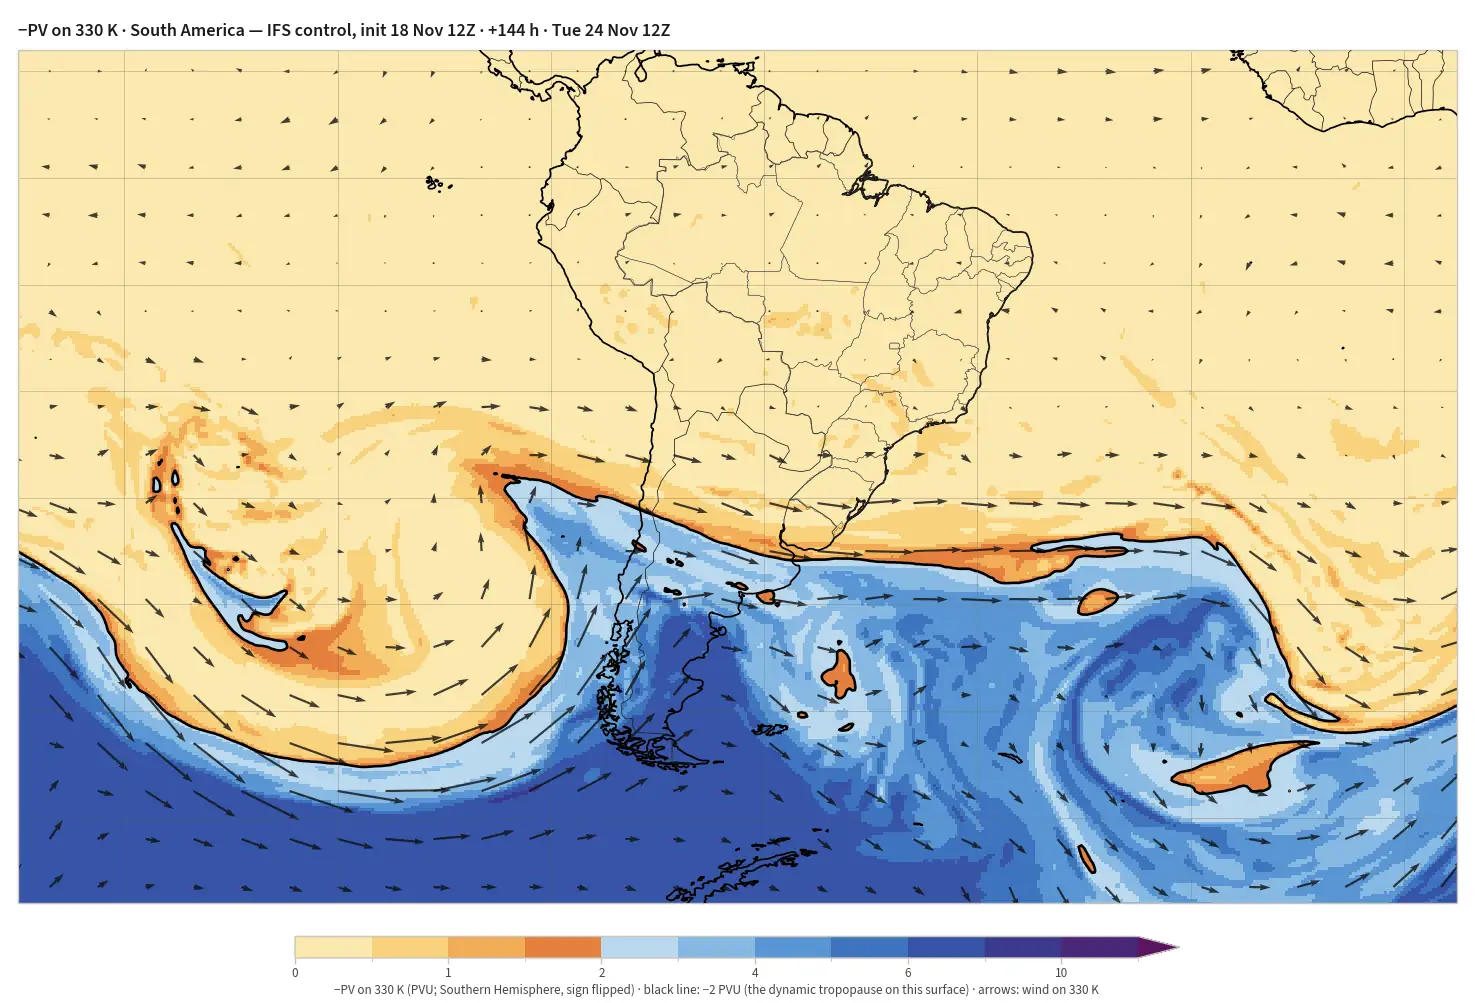 −PV on 330 K · South America — IFS control, init 18 Nov 12Z · +144 h · Tue 24 Nov 12Z
0 1 2 4 6 10
−PV on 330 K (PVU; Southern Hemisphere, sign flipped) · black line: −2 PVU (the dynamic tropopause on this surface) · arrows: wind on 330 K